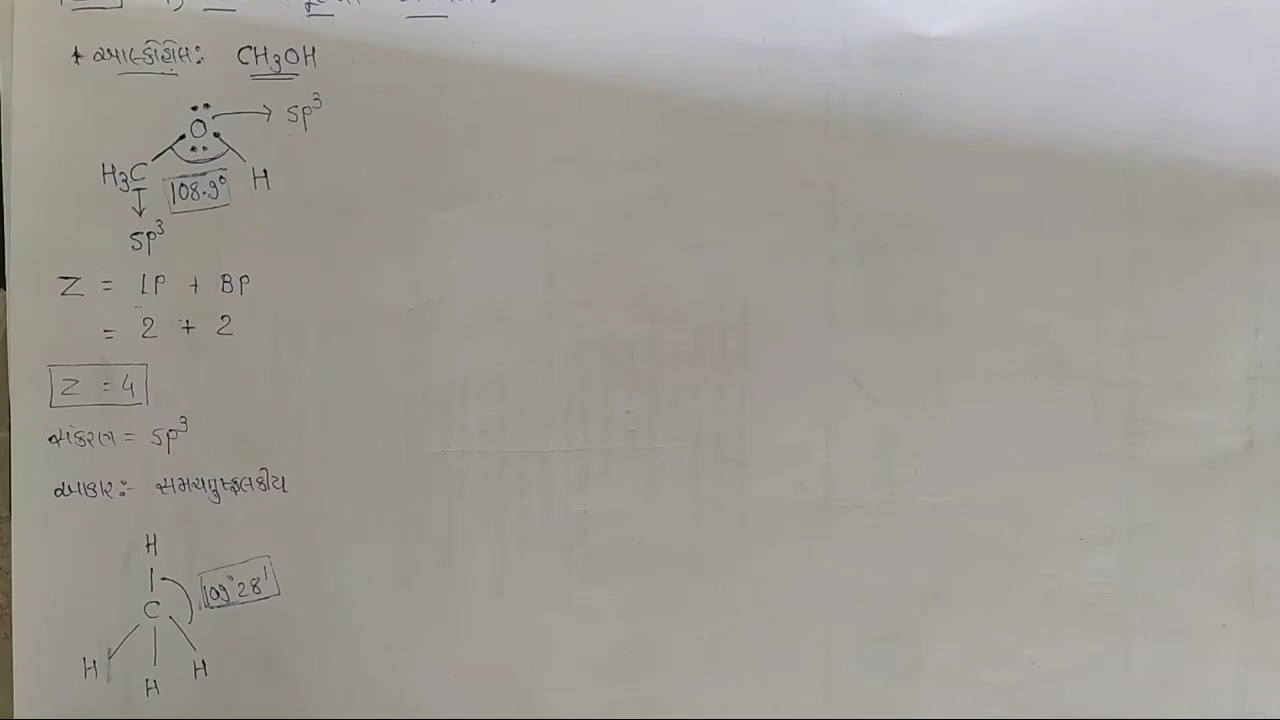 * આલ્કોહોલ: CH3OH
O → sp³
H3C H
108.9°
↓
sp³
Z = LP + BP
= 2 + 2
Z = 4
સંકરણ = sp³
આકાર:- સમચતુષ્ફલકીય
H
C 109°28'
H H
H